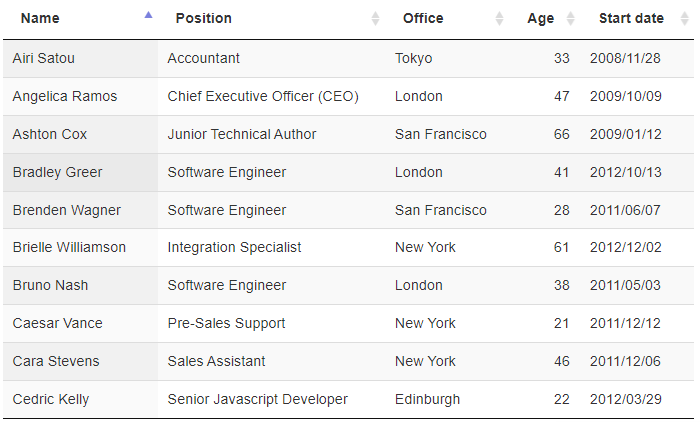 Name Position Office Age Start date
Airi Satou Accountant Tokyo 33 2008/11/28
Angelica Ramos Chief Executive Officer (CEO) London 47 2009/10/09
Ashton Cox Junior Technical Author San Francisco 66 2009/01/12
Bradley Greer Software Engineer London 41 2012/10/13
Brenden Wagner Software Engineer San Francisco 28 2011/06/07
Brielle Williamson Integration Specialist New York 61 2012/12/02
Bruno Nash Software Engineer London 38 2011/05/03
Caesar Vance Pre-Sales Support New York 21 2011/12/12
Cara Stevens Sales Assistant New York 46 2011/12/06
Cedric Kelly Senior Javascript Developer Edinburgh 22 2012/03/29